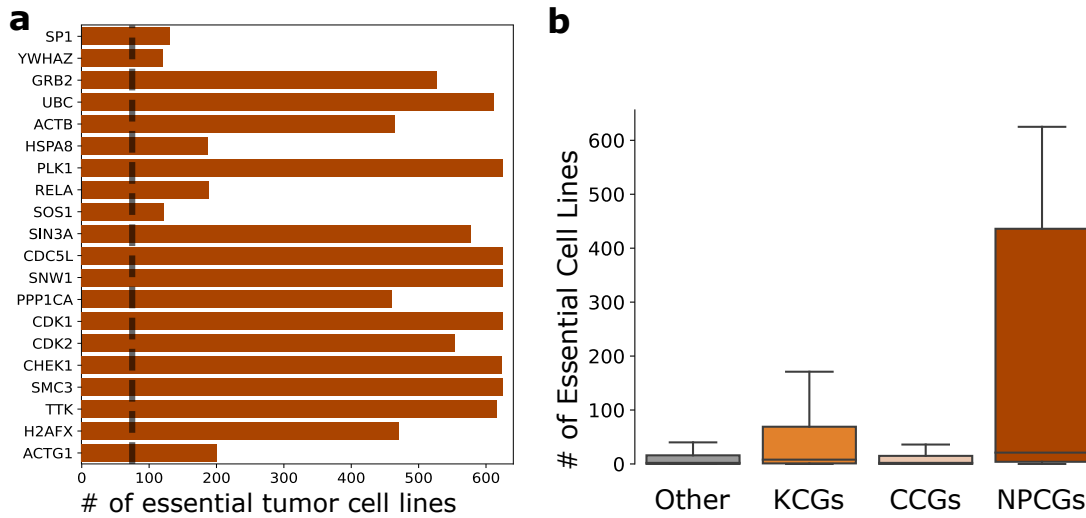 a
SP1
YWHAZ
GRB2
UBC
ACTB
HSPA8
PLK1
RELA
SOS1
SIN3A
CDC5L
SNW1
PPP1CA
CDK1
CDK2
CHEK1
SMC3
TTK
H2AFX
ACTG1
0 100 200 300 400 500 600
# of essential tumor cell lines
b
# of Essential Cell Lines
600
500
400
300
200
100
0
Other KCGs CCGs NPCGs